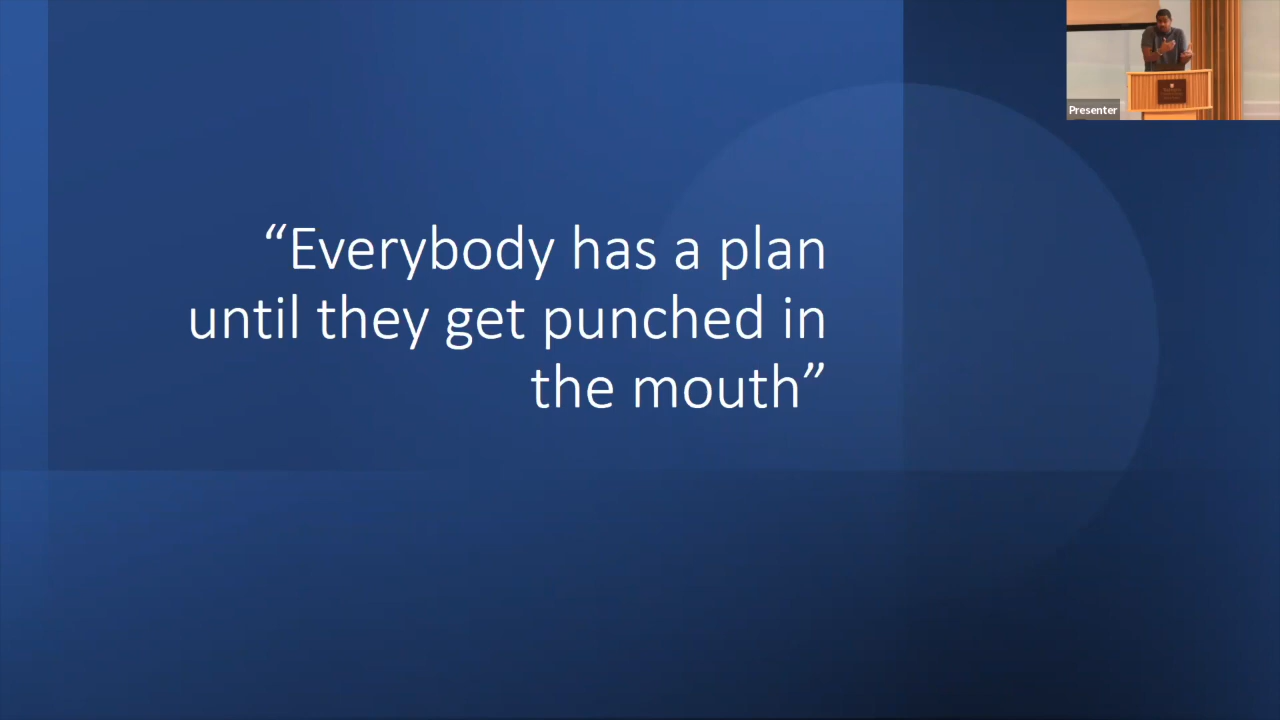 “Everybody has a plan
until they get punched in
the mouth”
Presenter